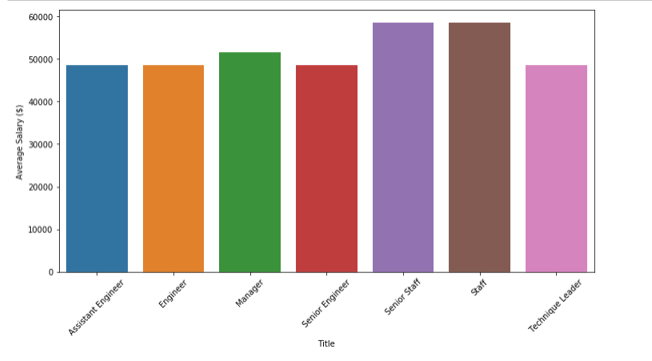 60000
50000
40000
30000
20000
10000
0
Average Salary ($)
Assistant Engineer
Engineer
Manager
Senior Engineer
Senior Staff
Staff
Technique Leader
Title